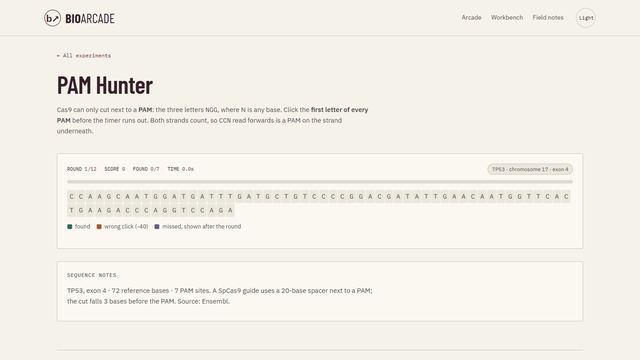 b BIOARCADE
Arcade Workbench Field notes Light
← All experiments
PAM Hunter
Cas9 can only cut next to a PAM: the three letters NGG, where N is any base. Click the first letter of every
PAM before the timer runs out. Both strands count, so CCN read forwards is a PAM on the strand
underneath.
ROUND 1/12 SCORE 0 FOUND 0/7 TIME 0.0s TP53 · chromosome 17 · exon 4
C C A A G C A A T G G A T G A T T T G A T G C T G T C C C C G G A C G A T A T T G A A C A A T G G T T C A C
T G A A G A C C C A G G T C C A G A
found wrong click (-40) missed, shown after the round
SEQUENCE NOTES
TP53, exon 4 · 72 reference bases · 7 PAM sites. A SpCas9 guide uses a 20-base spacer next to a PAM;
the cut falls 3 bases before the PAM. Source: Ensembl.